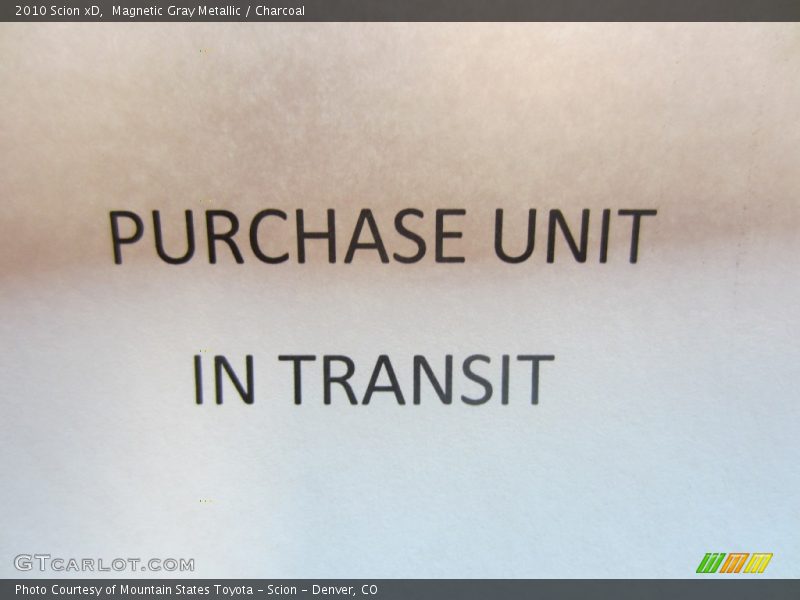 2010 Scion xD,  Magnetic Gray Metallic / Charcoal
PURCHASE UNIT
IN TRANSIT
GTCARLOT.COM
Photo Courtesy of Mountain States Toyota - Scion - Denver, CO